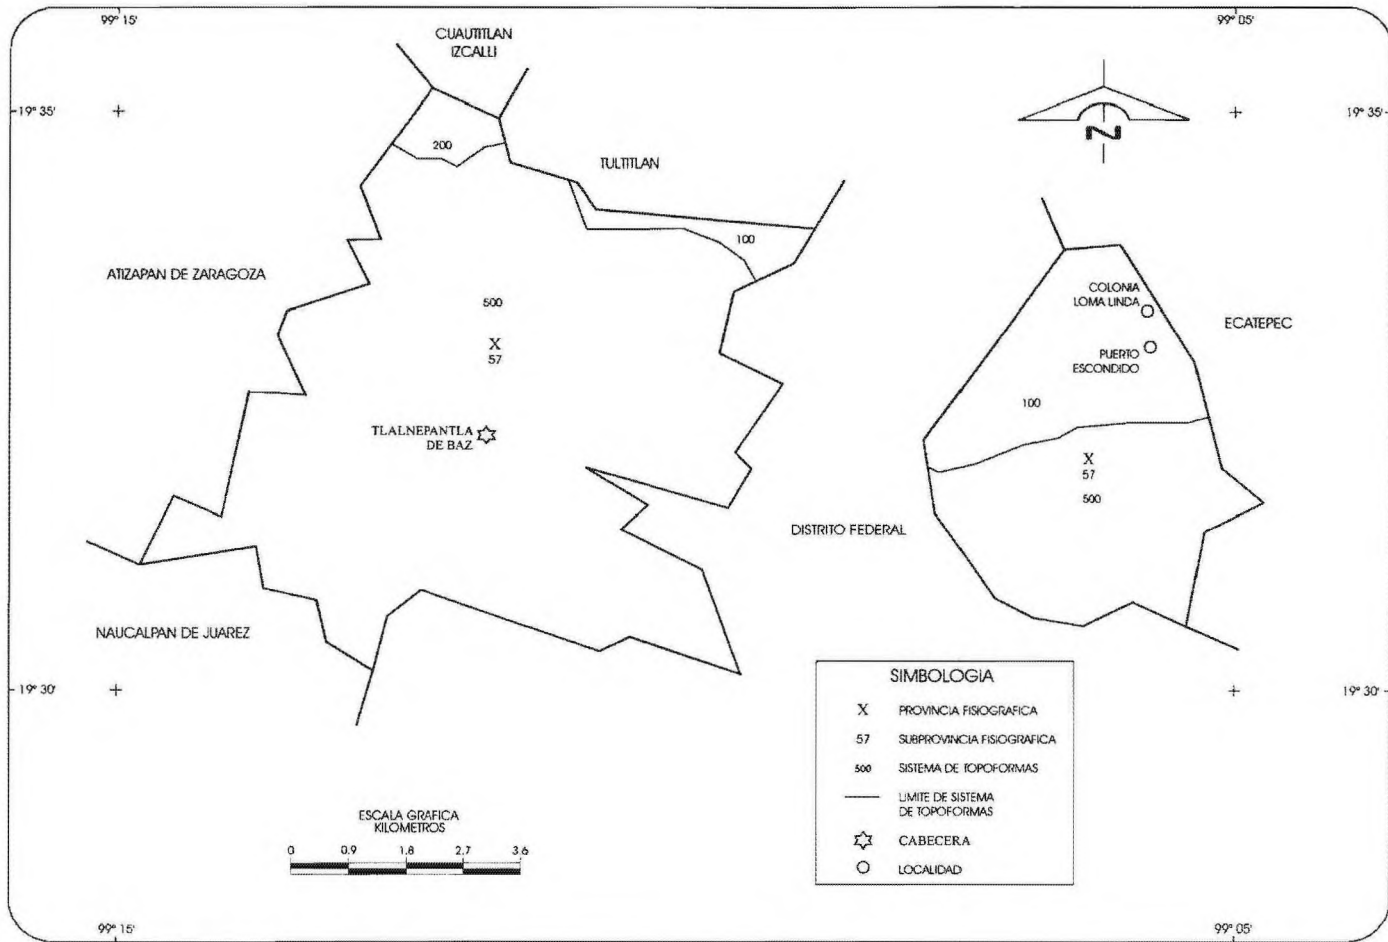 99° 15'
99° 05'
CUAUTITLAN
IZCALLI
19° 35'
19° 35'
N
200
TULTITLAN
100
ATIZAPAN DE ZARAGOZA
COLONIA
LOMA LINDA
500
ECATEPEC
X
57
PUERTO
ESCONDIDO
100
TLALNEPANTLA
DE BAZ
X
57
500
DISTRITO FEDERAL
NAUCALPAN DE JUAREZ
19° 30'
19° 30'
SIMBOLOGIA
X PROVINCIA FISIOGRAFICA
57 SUBPROVINCIA FISIOGRAFICA
500 SISTEMA DE TOPOFORMAS
LIMITE DE SISTEMA
DE TOPOFORMAS
CABECERA
LOCALIDAD
ESCALA GRAFICA
KILOMETROS
0 0.9 1.8 2.7 3.6
99° 15'
99° 05'